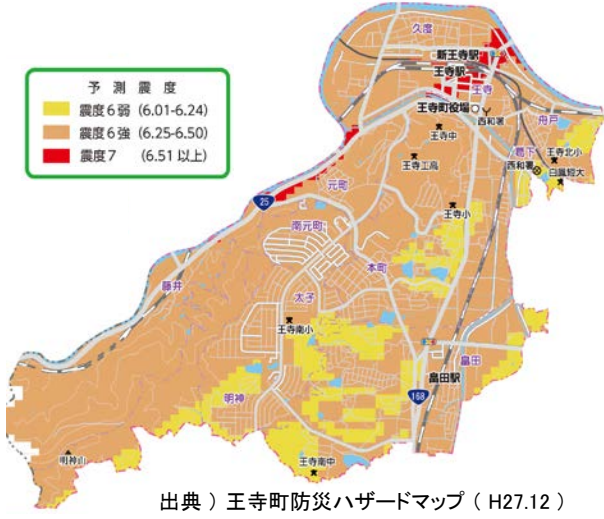 久度
新王寺駅
王寺駅
王寺
予測震度
震度6弱 (6.01-6.24)
震度6強 (6.25-6.50)
震度7 (6.51 以上)
王寺町役場
西和署
舟戸
王寺中
葛下
王寺北小
西和署
王寺工高
白鳳短大
元町
25
王寺小
南元町
本町
藤井
太子
王寺南小
畠田
畠田駅
明神
168
明神山
王寺南中
出典 ) 王寺町防災ハザードマップ ( H27.12 )